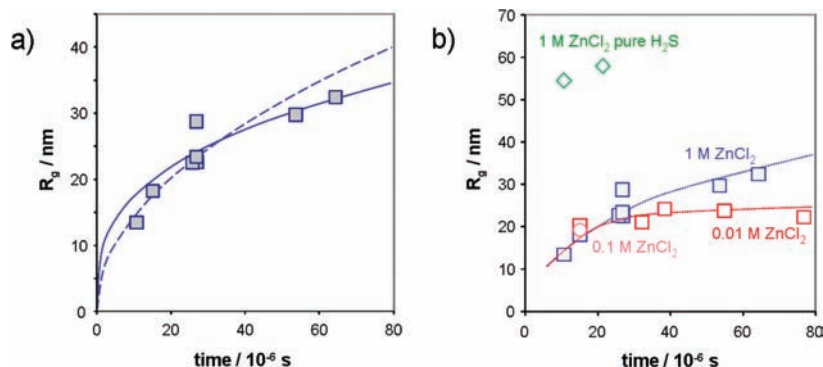 a)
40
30
20
10
0
R_g / nm
0 20 40 60 80
time / 10⁻⁶ s
b)
70
60
50
40
30
20
10
0
R_g / nm
1 M ZnCl₂ pure H₂S
1 M ZnCl₂
0.1 M ZnCl₂
0.01 M ZnCl₂
0 20 40 60 80
time / 10⁻⁶ s